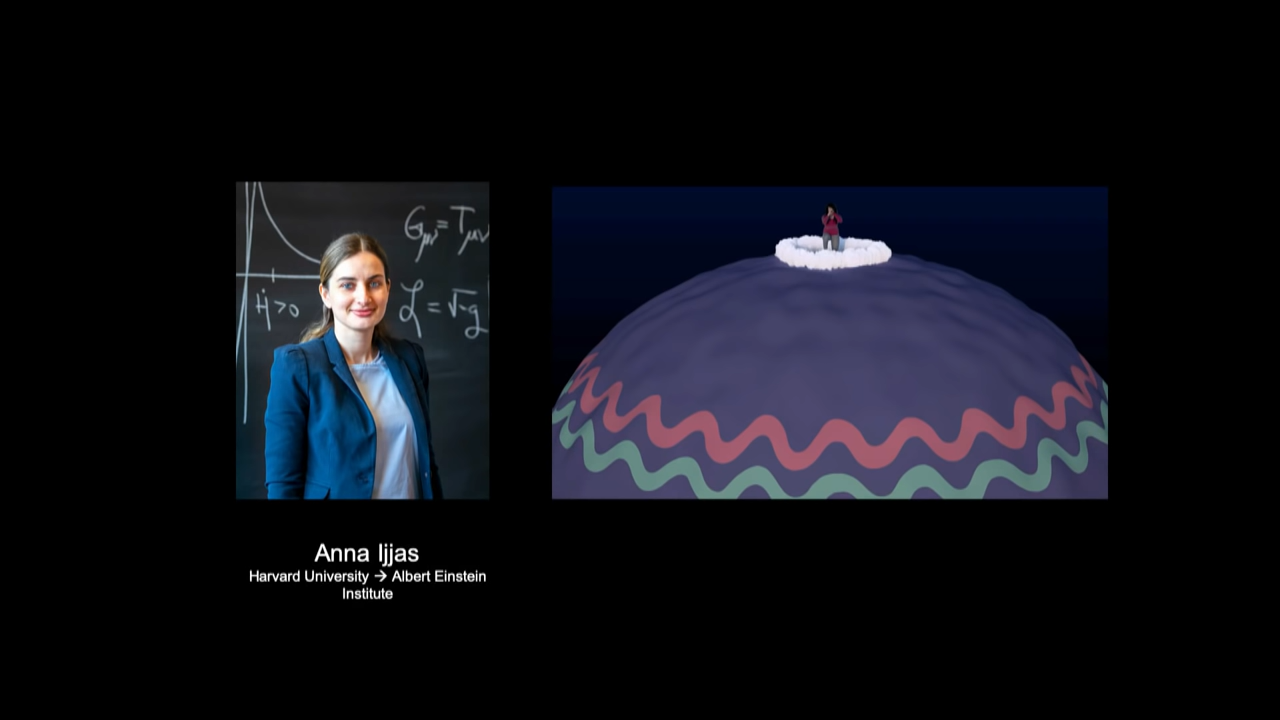 G_μν = T_μν
Ḣ > 0
ℒ = √-g
Anna Ijjas
Harvard University → Albert Einstein
Institute